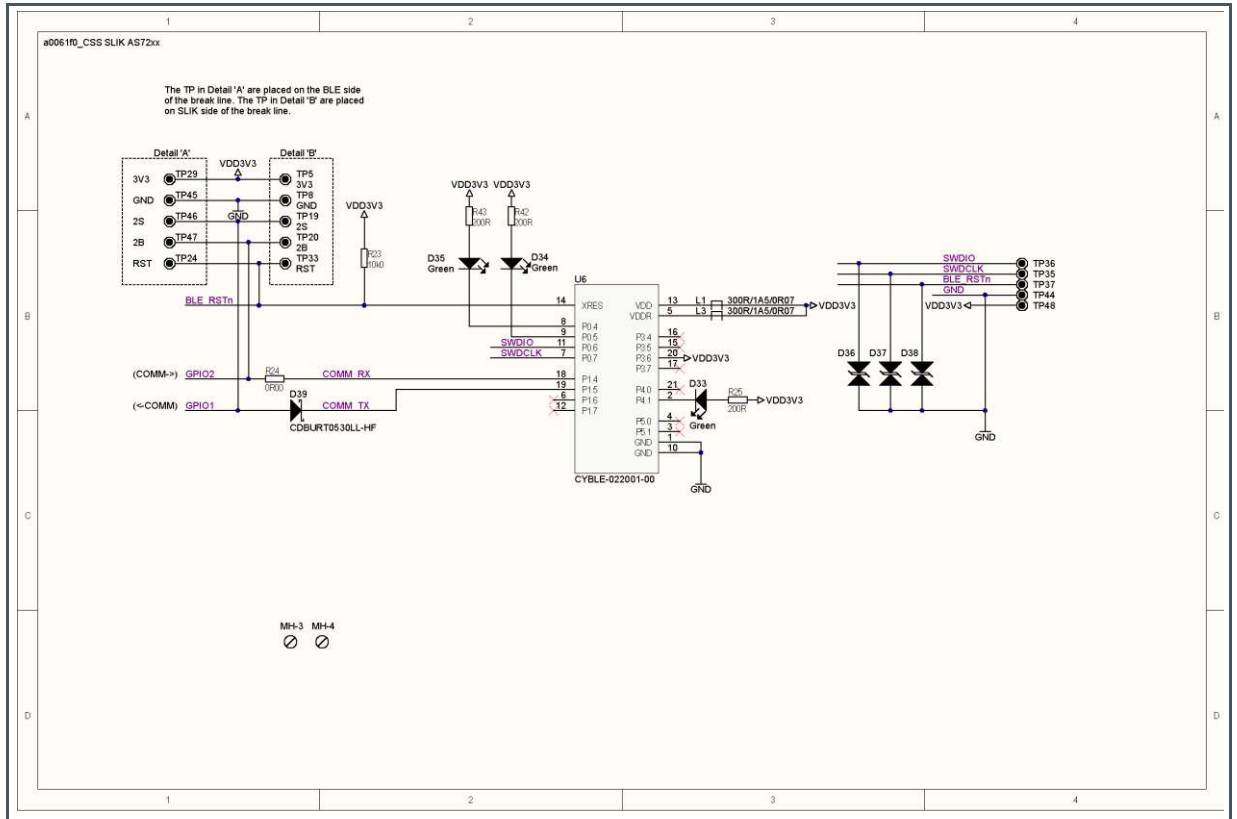 1 2 3 4
a0061f0_CSS SLIK AS72xx
The TP in Detail 'A' are placed on the BLE side
of the break line. The TP in Detail 'B' are placed
on SLIK side of the break line.
A A
Detail 'A' VDD3V3 Detail 'B'
3V3 TP29 TP5
3V3
GND TP45 TP8
GND
GND
2S TP46 TP19
2S
2B TP47 TP20
2B
RST TP24 TP33
RST
VDD3V3
R23
10k0
VDD3V3 VDD3V3
R43
200R
R42
200R
D35
Green
D34
Green
U6
BLE_RSTn 14 XRES
8 P0.4
9 P0.5
SWDIO 11 P0.6
SWDCLK 7 P0.7
(COMM->) GPIO2 R24 COMM_RX 18 P1.4
0R00
19 P1.5
6 P1.6
(<-COMM) GPIO1 D39 COMM_TX 12 P1.7
CDBURT0530LL-HF
VDD 13 L1 300R/1A5/0R07 VDD3V3
VDDR 5 L3 300R/1A5/0R07
P3.4 16
P3.5 15
P3.6 20 VDD3V3
P3.7 17
P4.0 21 D33
P4.1 2 R25 VDD3V3
200R
Green
P5.0 4
P5.1 3
GND 1
GND 10
GND
CYBLE-022001-00
SWDIO TP36
SWDCLK TP35
BLE_RSTn TP37
GND TP44
VDD3V3 TP48
D36 D37 D38
GND
B B
C C
MH-3 MH-4
D D
1 2 3 4